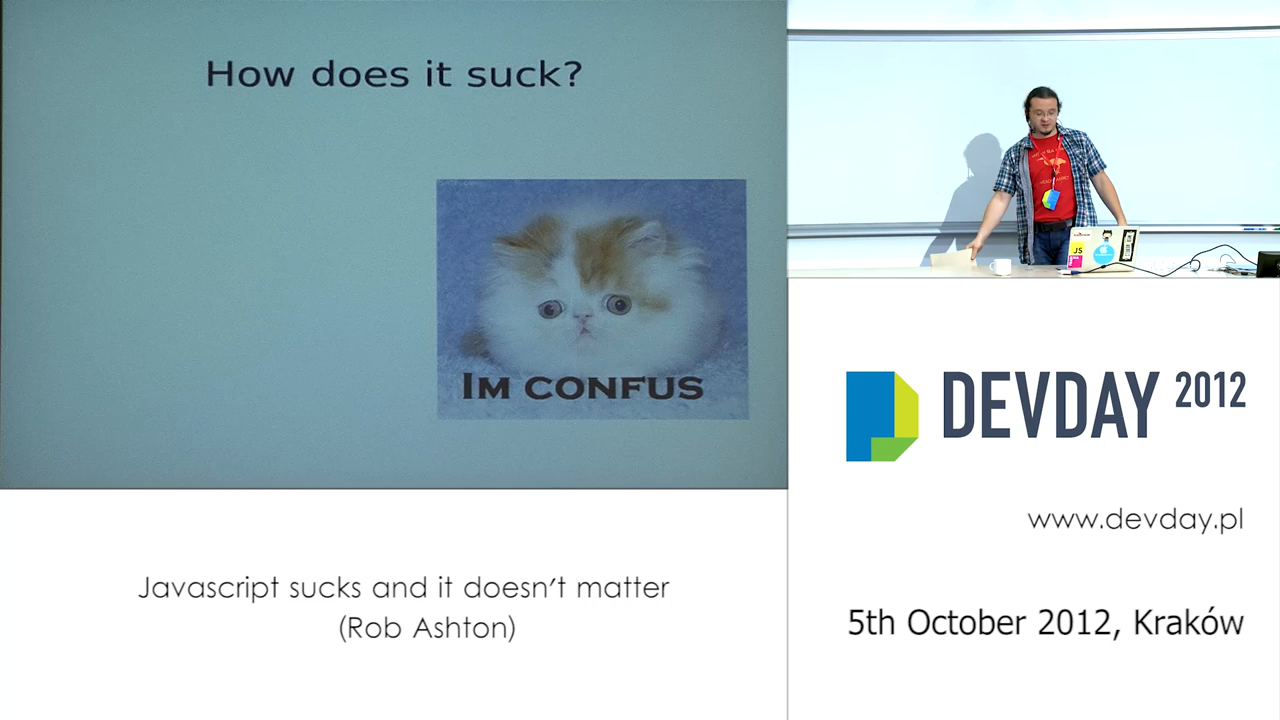 How does it suck?
IM CONFUS
Javascript sucks and it doesn't matter
(Rob Ashton)
JS
DEVDAY 2012
www.devday.pl
5th October 2012, Kraków